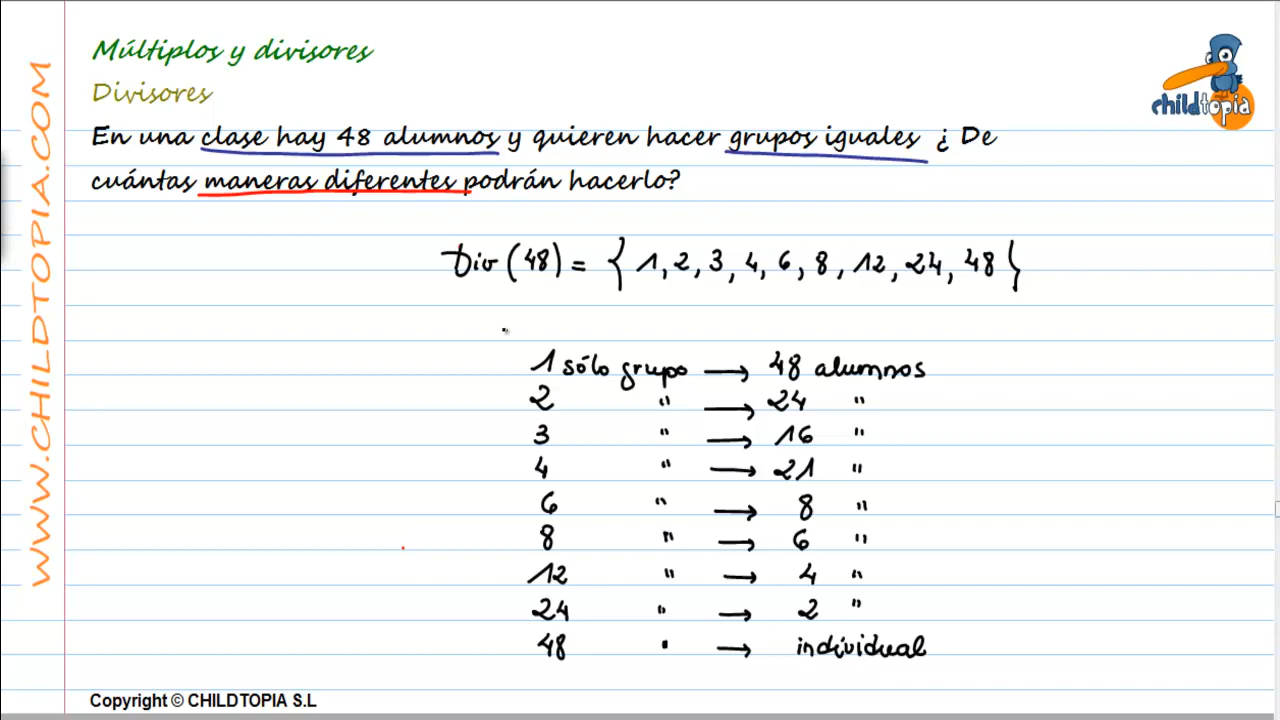 Múltiplos y divisores
Divisores
En una clase hay 48 alumnos y quieren hacer grupos iguales ¿ De
cuántas maneras diferentes podrán hacerlo?
Div (48) = { 1, 2, 3, 4, 6, 8, 12, 24, 48 }
1 sólo grupo → 48 alumnos
2 " → 24 "
3 " → 16 "
4 " → 21 "
6 " → 8 "
8 " → 6 "
12 " → 4 "
24 " → 2 "
48 " → individual
Copyright © CHILDTOPIA S.L
WWW.CHILDTOPIA.COM
childtopia